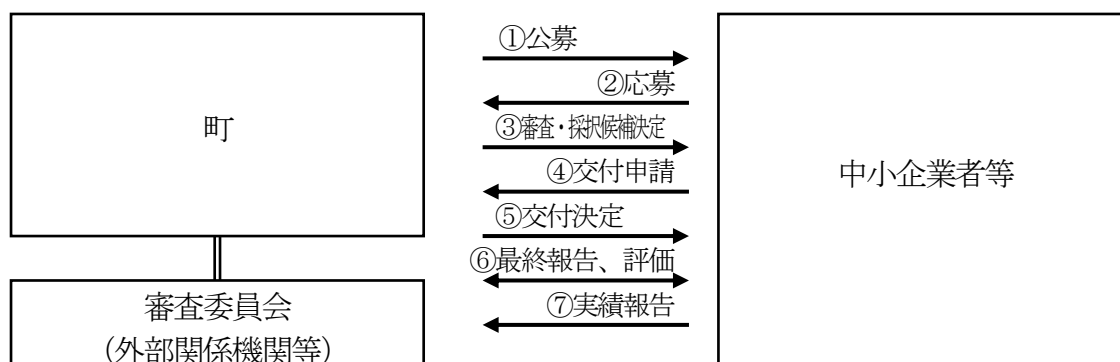 町
審査委員会
(外部関係機関等)
①公募
②応募
③審査・採択候補決定
④交付申請
⑤交付決定
⑥最終報告、評価
⑦実績報告
中小企業者等